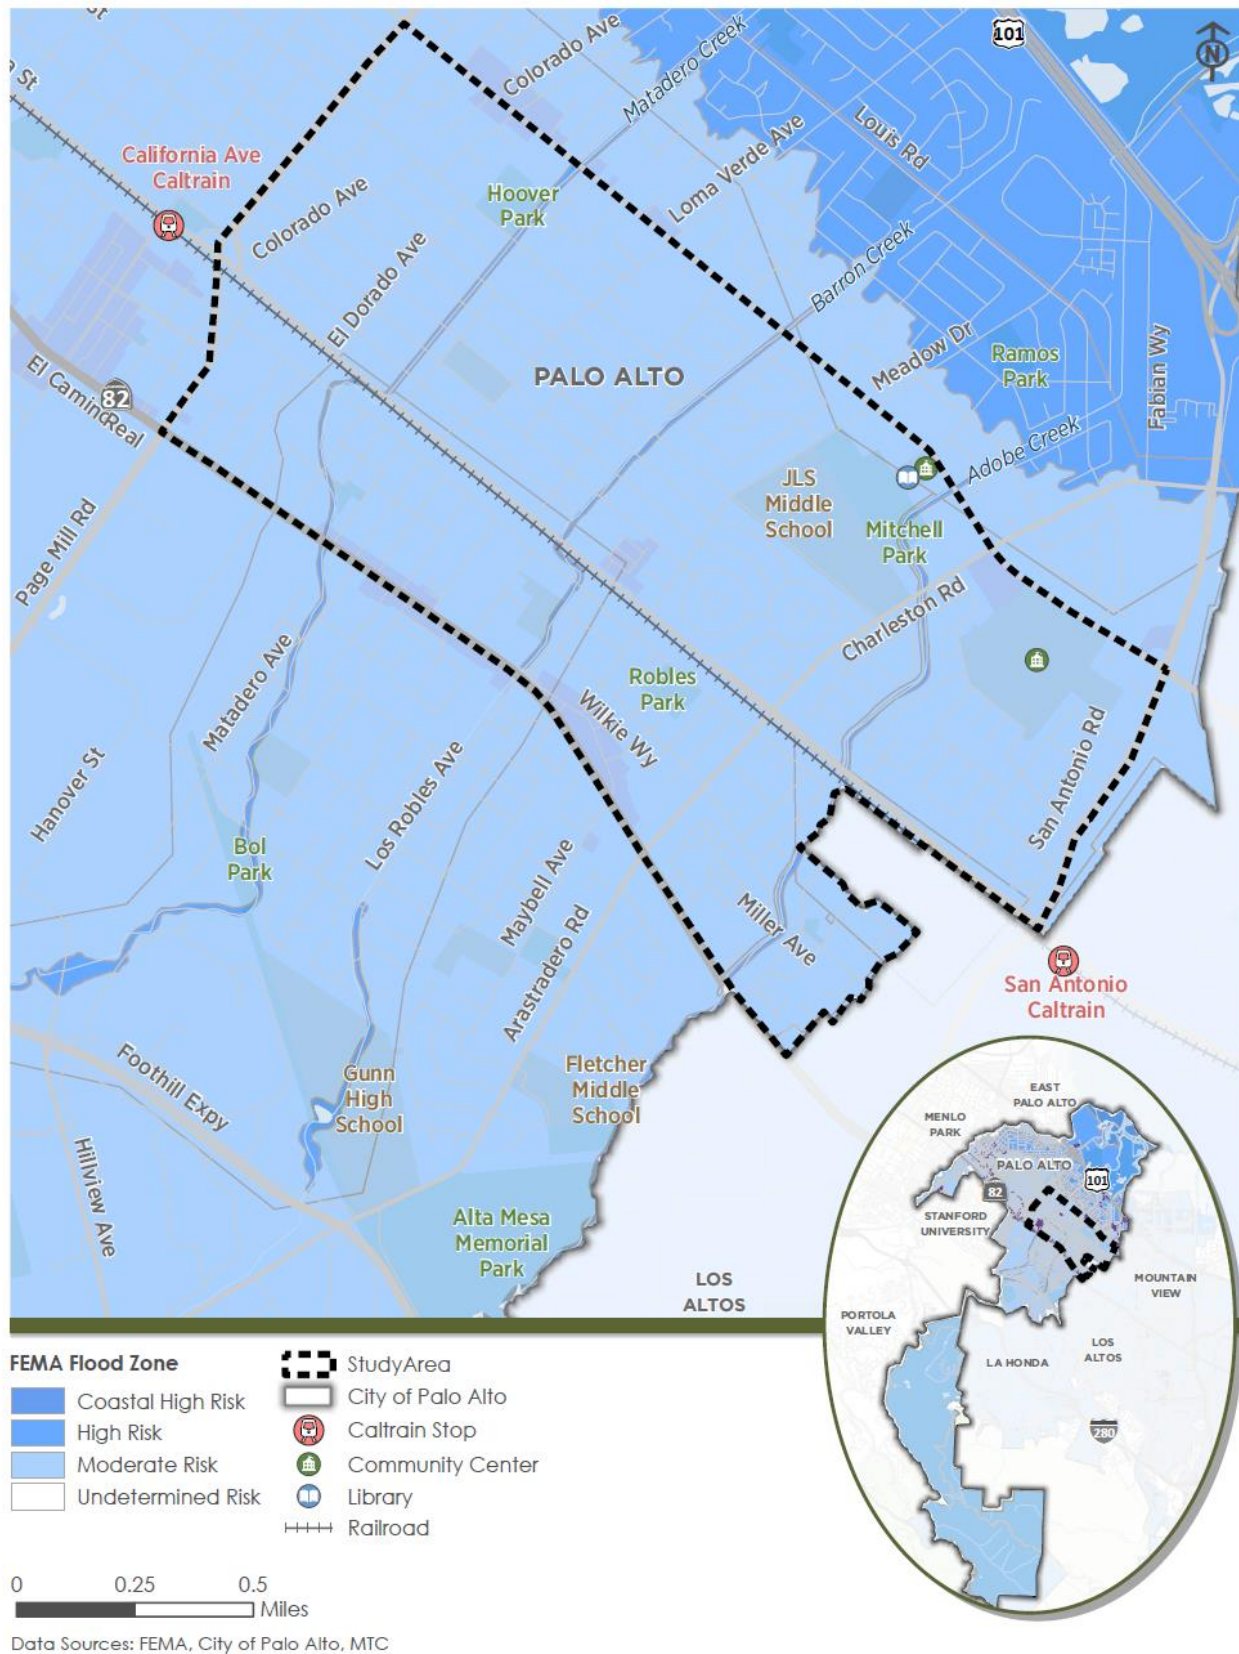 101
N
Colorado Ave
Matadero Creek
a St
Louis Rd
California Ave
Caltrain
Loma Verde Ave
Colorado Ave
Hoover
Park
El Dorado Ave
Barron Creek
PALO ALTO
Meadow Dr
Ramos
Park
Fabian Wy
82
El Camino Real
Adobe Creek
JLS
Middle
School
Mitchell
Park
Page Mill Rd
Charleston Rd
Matadero Ave
Robles
Park
Wilkie Wy
San Antonio Rd
Hanover St
Los Robles Ave
Bol
Park
Maybell Ave
Arastradero Rd
Miller Ave
San Antonio
Caltrain
Foothill Expy
Gunn
High
School
Fletcher
Middle
School
Hillview Ave
Alta Mesa
Memorial
Park
LOS
ALTOS
EAST
PALO ALTO
MENLO
PARK
PALO ALTO
101
82
STANFORD
UNIVERSITY
MOUNTAIN
VIEW
PORTOLA
VALLEY
LOS
ALTOS
LA HONDA
280
FEMA Flood Zone
Coastal High Risk
High Risk
Moderate Risk
Undetermined Risk
StudyArea
City of Palo Alto
Caltrain Stop
Community Center
Library
Railroad
0 0.25 0.5
Miles
Data Sources: FEMA, City of Palo Alto, MTC